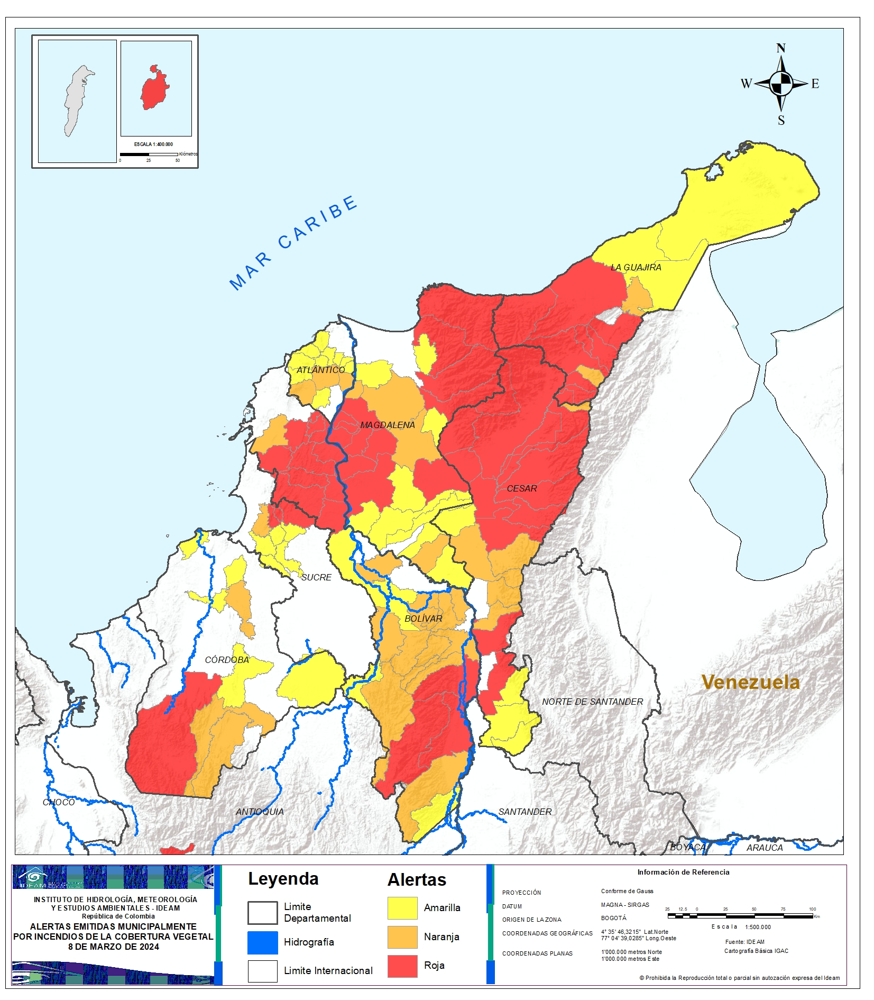 ESCALA 1:400.000
Kilómetros
0 25 50
N
W E
S
MAR CARIBE
LA GUAJIRA
ATLÁNTICO
MAGDALENA
CESAR
SUCRE
BOLÍVAR
CÓRDOBA
Venezuela
NORTE DE SANTANDER
CHOCÓ
ANTIOQUIA
SANTANDER
BOYACÁ
ARAUCA
IDEAM
INSTITUTO DE HIDROLOGÍA, METEOROLOGÍA
Y ESTUDIOS AMBIENTALES - IDEAM
República de Colombia
ALERTAS EMITIDAS MUNICIPALMENTE
POR INCENDIOS DE LA COBERTURA VEGETAL
8 DE MARZO DE 2024
Leyenda
Limite
Departamental
Hidrografía
Limite Internacional
Alertas
Amarilla
Naranja
Roja
Información de Referencia
PROYECCIÓN Conforme de Gauss
DATUM MAGNA - SIRGAS
ORIGEN DE LA ZONA BOGOTÁ
COORDENADAS GEOGRÁFICAS 4° 35' 46,3215" Lat.Norte
77° 04' 39,0285" Long.Oeste
COORDENADAS PLANAS 1'000.000 metros Norte
1'000.000 metros Este
25 12.5 0 25 50 75 100
Km
Escala 1:500.000
Fuente: IDEAM
Cartografía Básica IGAC
© Prohibida la Reproducción total o parcial sin autozación expresa del Ideam